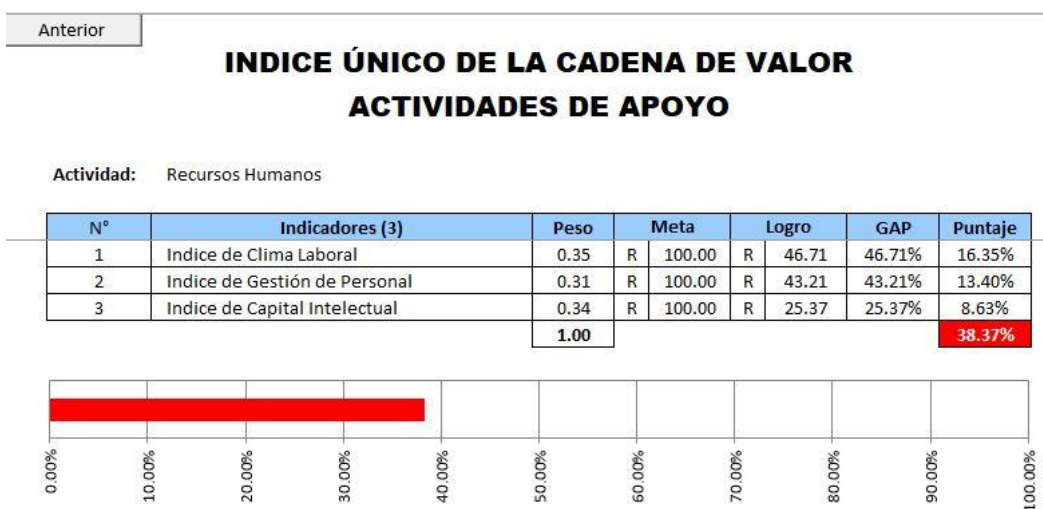 Anterior
INDICE ÚNICO DE LA CADENA DE VALOR
ACTIVIDADES DE APOYO
Actividad: Recursos Humanos
N° Indicadores (3) Peso Meta Logro GAP Puntaje
1 Indice de Clima Laboral 0.35 R 100.00 R 46.71 46.71% 16.35%
2 Indice de Gestión de Personal 0.31 R 100.00 R 43.21 43.21% 13.40%
3 Indice de Capital Intelectual 0.34 R 100.00 R 25.37 25.37% 8.63%
1.00 38.37%
0.00% 10.00% 20.00% 30.00% 40.00% 50.00% 60.00% 70.00% 80.00% 90.00% 100.00%